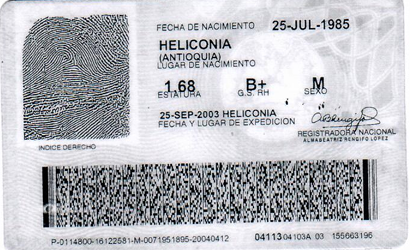 FECHA DE NACIMIENTO 25-JUL-1985
HELICONIA
(ANTIOQUIA)
LUGAR DE NACIMIENTO
1.68 B+ M
ESTATURA G.S. RH SEXO
25-SEP-2003 HELICONIA
FECHA Y LUGAR DE EXPEDICION
REGISTRADORA NACIONAL
ALMABEATRIZ RENGIFO LOPEZ
INDICE DERECHO
P-0114800-16122581-M-0071951895-20040412 04113 04103A 03 155663196